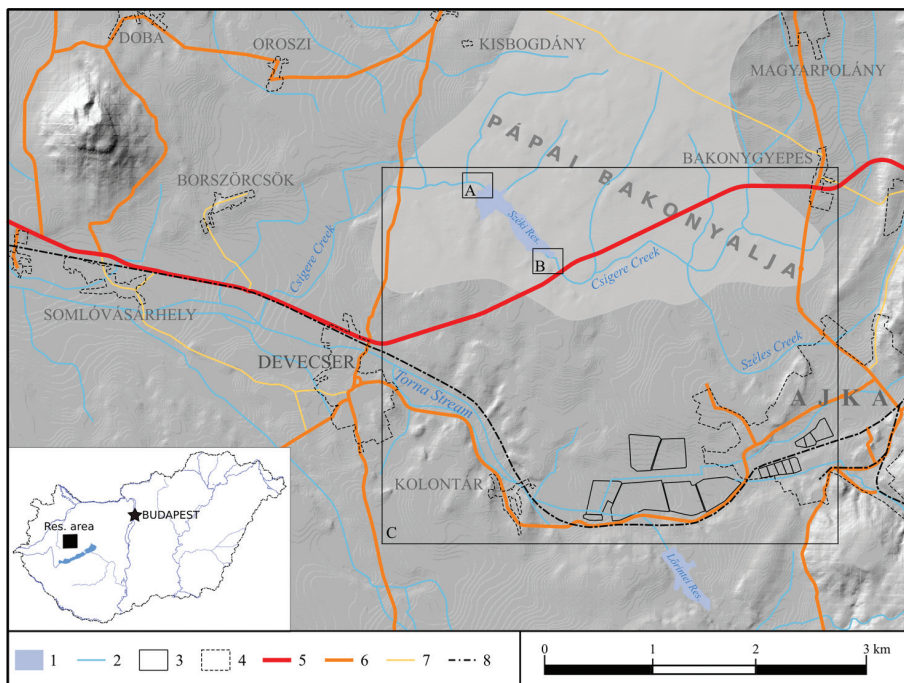 DOBA
OROSZI
KISBOGDÁNY
MAGYARPOLÁNY
PÁPAI BAKONYALJA
BAKONYGYEPES
BORSZÖRCSÖK
A
Széki Res.
B
Csigere Creek
Csigere Creek
SOMLÓVÁSÁRHELY
DEVECSER
Torna Stream
Széles Creek
AJKA
KOLONTÁR
C
Lőrintei Res.
BUDAPEST
Res. area
1 2 3 4 5 6 7 8
0 1 2 3 km